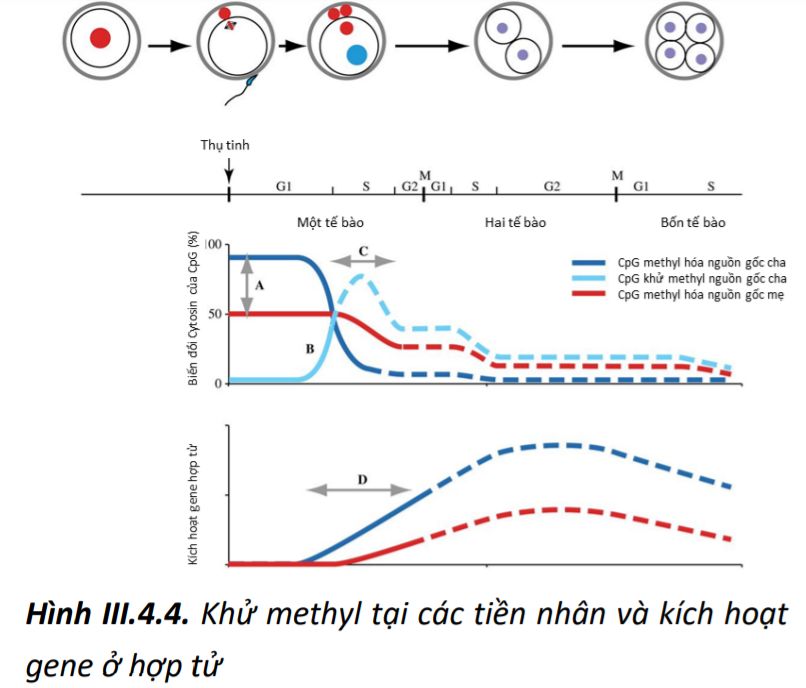 Thụ tinh
M M
G1 S G2 G1 S G2 G1 S
Một tế bào Hai tế bào Bốn tế bào
Biến đổi Cytosin của CpG (%)
100
50
0
A
B
C
CpG methyl hóa nguồn gốc cha
CpG khử methyl nguồn gốc cha
CpG methyl hóa nguồn gốc mẹ
Kích hoạt gene hợp tử
D
Hình III.4.4. Khử methyl tại các tiền nhân và kích hoạt
gene ở hợp tử